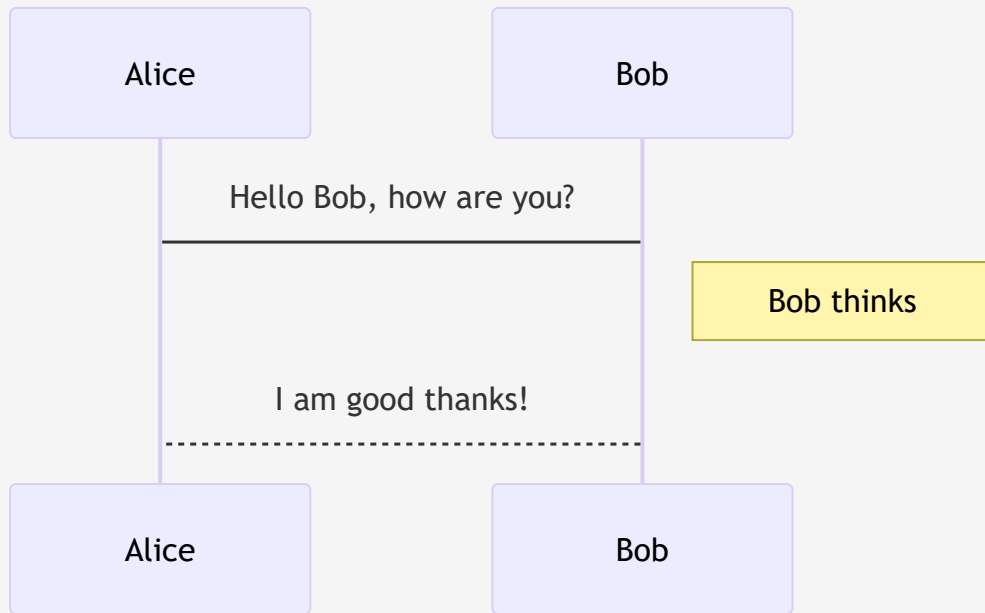 Alice
Bob
Hello Bob, how are you?
Bob thinks
I am good thanks!
Alice
Bob